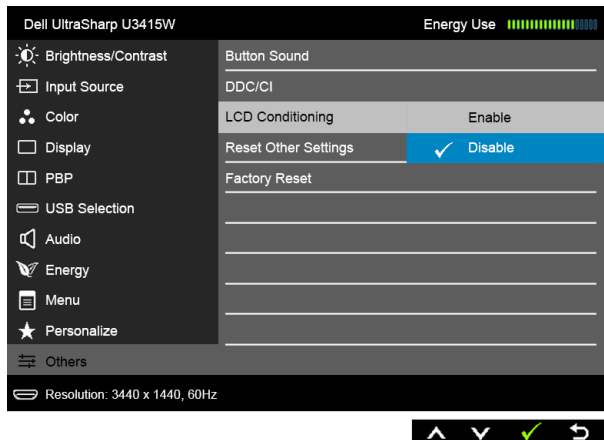 Dell UltraSharp U3415W Energy Use
Brightness/Contrast Button Sound
Input Source DDC/CI
Color LCD Conditioning Enable
Display Reset Other Settings Disable
PBP Factory Reset
USB Selection
Audio
Energy
Menu
Personalize
Others
Resolution: 3440 x 1440, 60Hz